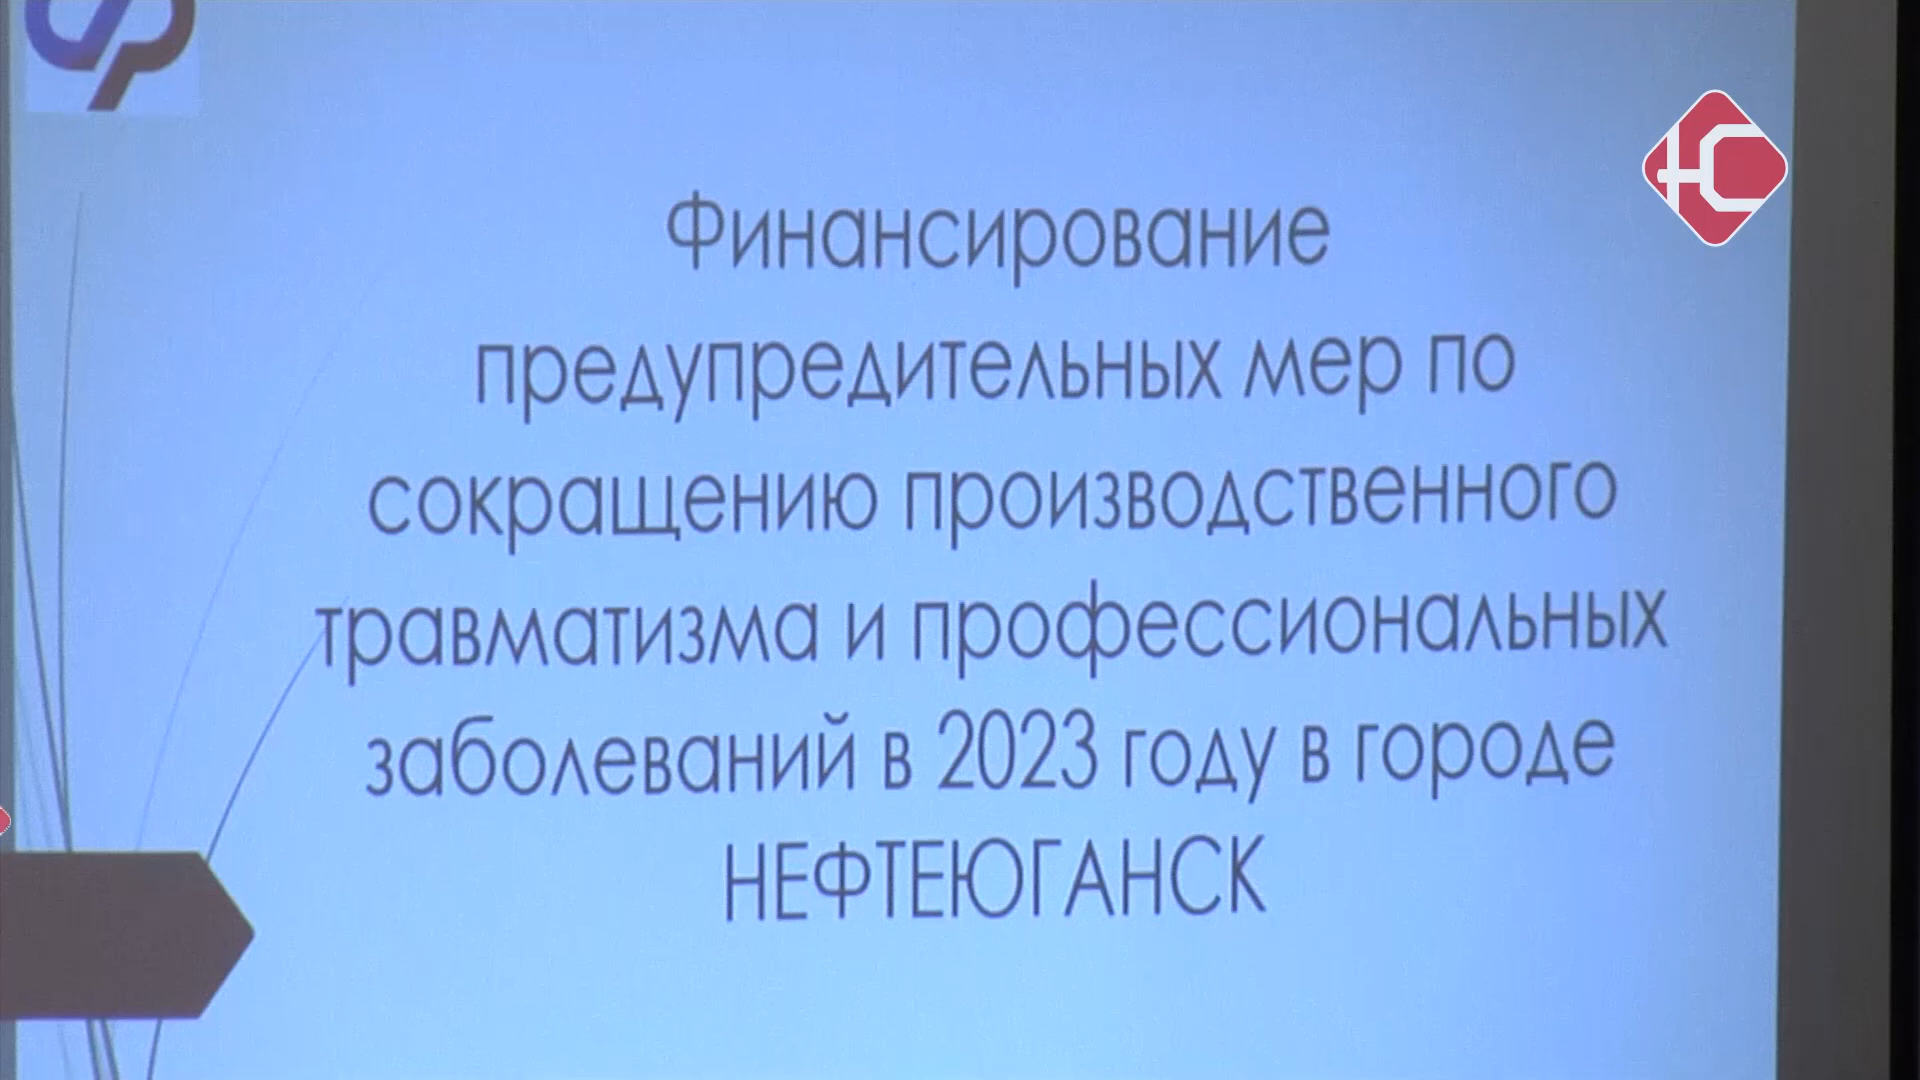 Финансирование
предупредительных мер по
сокращению производственного
травматизма и профессиональных
заболеваний в 2023 году в городе
НЕФТЕЮГАНСК